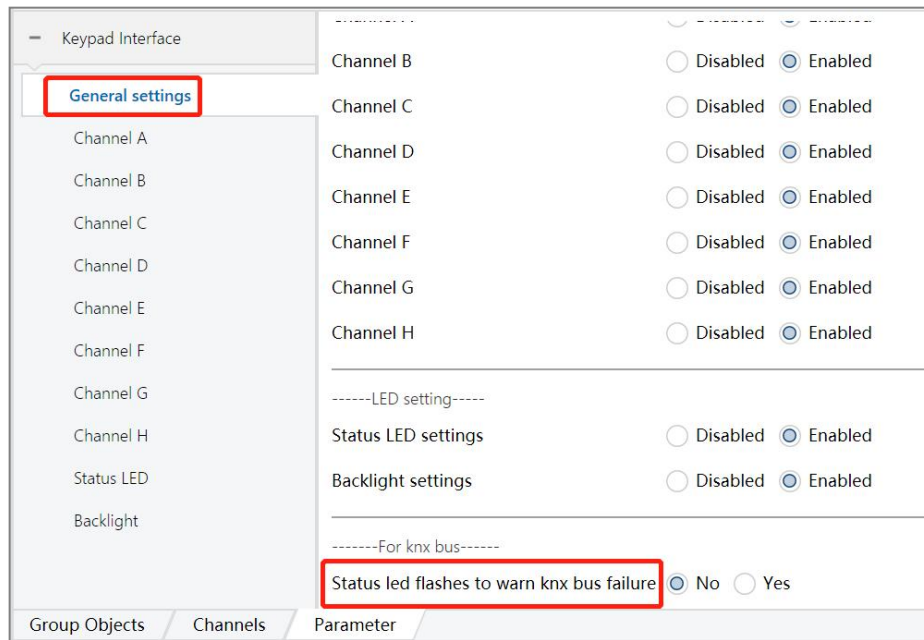 Keypad Interface
General settings
Channel A
Channel B
Channel C
Channel D
Channel E
Channel F
Channel G
Channel H
Status LED
Backlight
Channel B Disabled Enabled
Channel C Disabled Enabled
Channel D Disabled Enabled
Channel E Disabled Enabled
Channel F Disabled Enabled
Channel G Disabled Enabled
Channel H Disabled Enabled
------LED setting-----
Status LED settings Disabled Enabled
Backlight settings Disabled Enabled
-------For knx bus------
Status led flashes to warn knx bus failure No Yes
Group Objects Channels Parameter